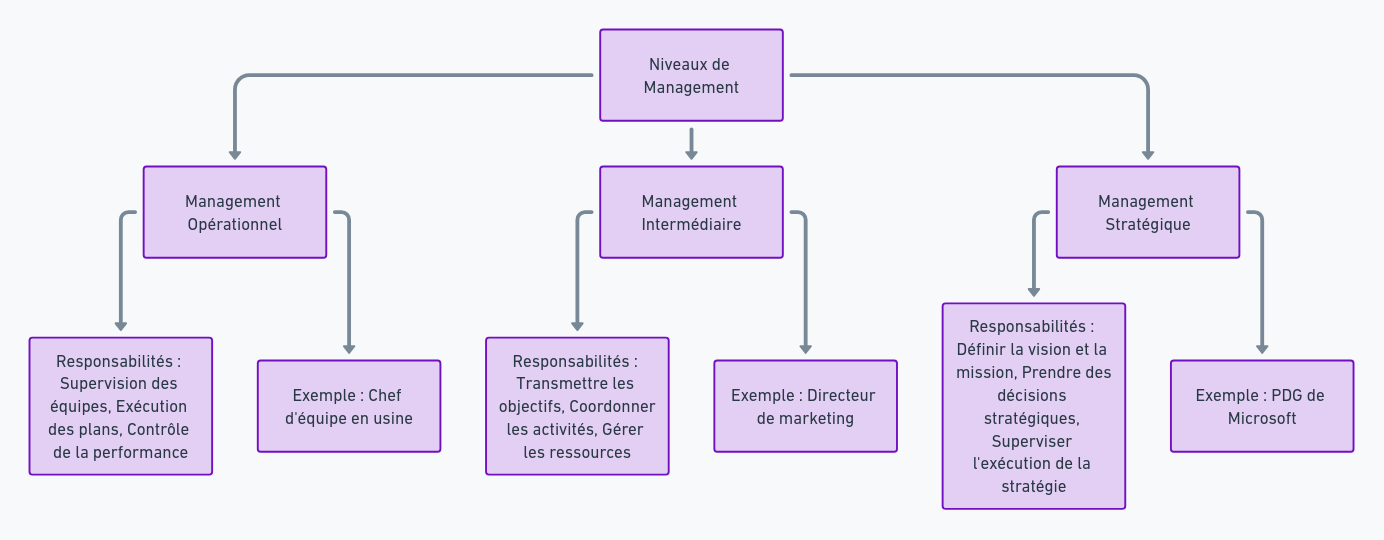 Niveaux de
Management
Management
Opérationnel
Management
Intermédiaire
Management
Stratégique
Responsabilités :
Supervision des
équipes, Exécution
des plans, Contrôle
de la performance
Exemple : Chef
d'équipe en usine
Responsabilités :
Transmettre les
objectifs, Coordonner
les activités, Gérer
les ressources
Exemple : Directeur
de marketing
Responsabilités :
Définir la vision et la
mission, Prendre des
décisions
stratégiques,
Superviser
l'exécution de la
stratégie
Exemple : PDG de
Microsoft